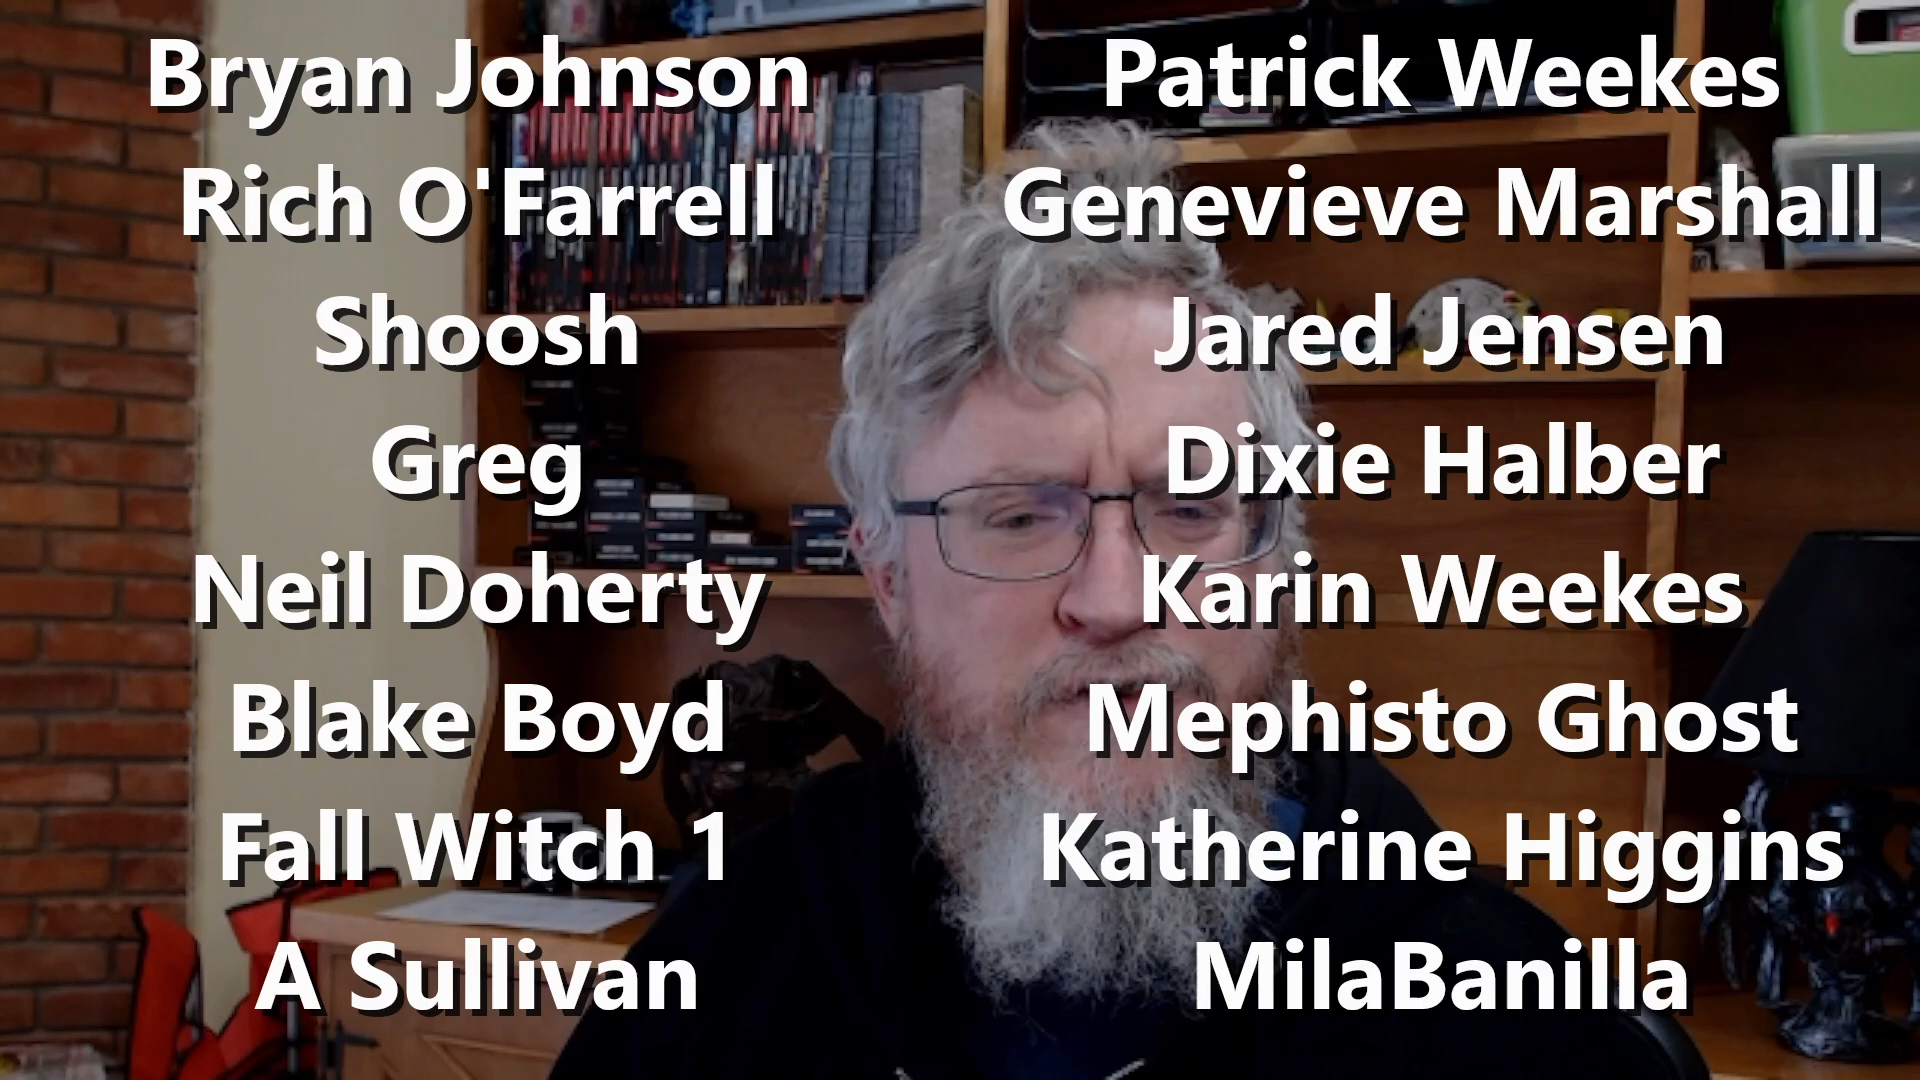 Bryan Johnson
Rich O'Farrell
Shoosh
Greg
Neil Doherty
Blake Boyd
Fall Witch 1
A Sullivan
Patrick Weekes
Genevieve Marshall
Jared Jensen
Dixie Halber
Karin Weekes
Mephisto Ghost
Katherine Higgins
MilaBanilla